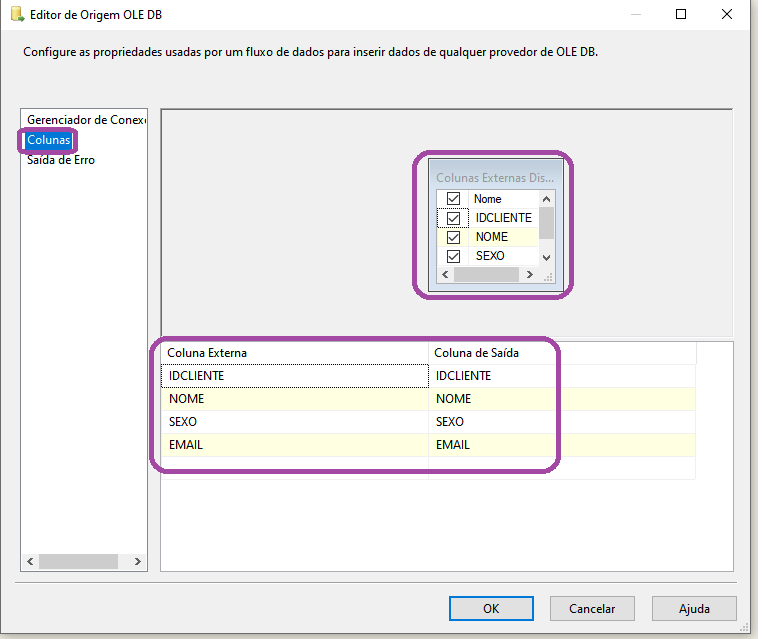 Editor de Origem OLE DB
Configure as propriedades usadas por um fluxo de dados para inserir dados de qualquer provedor de OLE DB.
Gerenciador de Conex
Colunas
Saída de Erro
Colunas Externas Dis...
Nome
IDCLIENTE
NOME
SEXO
Coluna Externa Coluna de Saída
IDCLIENTE IDCLIENTE
NOME NOME
SEXO SEXO
EMAIL EMAIL
OK Cancelar Ajuda